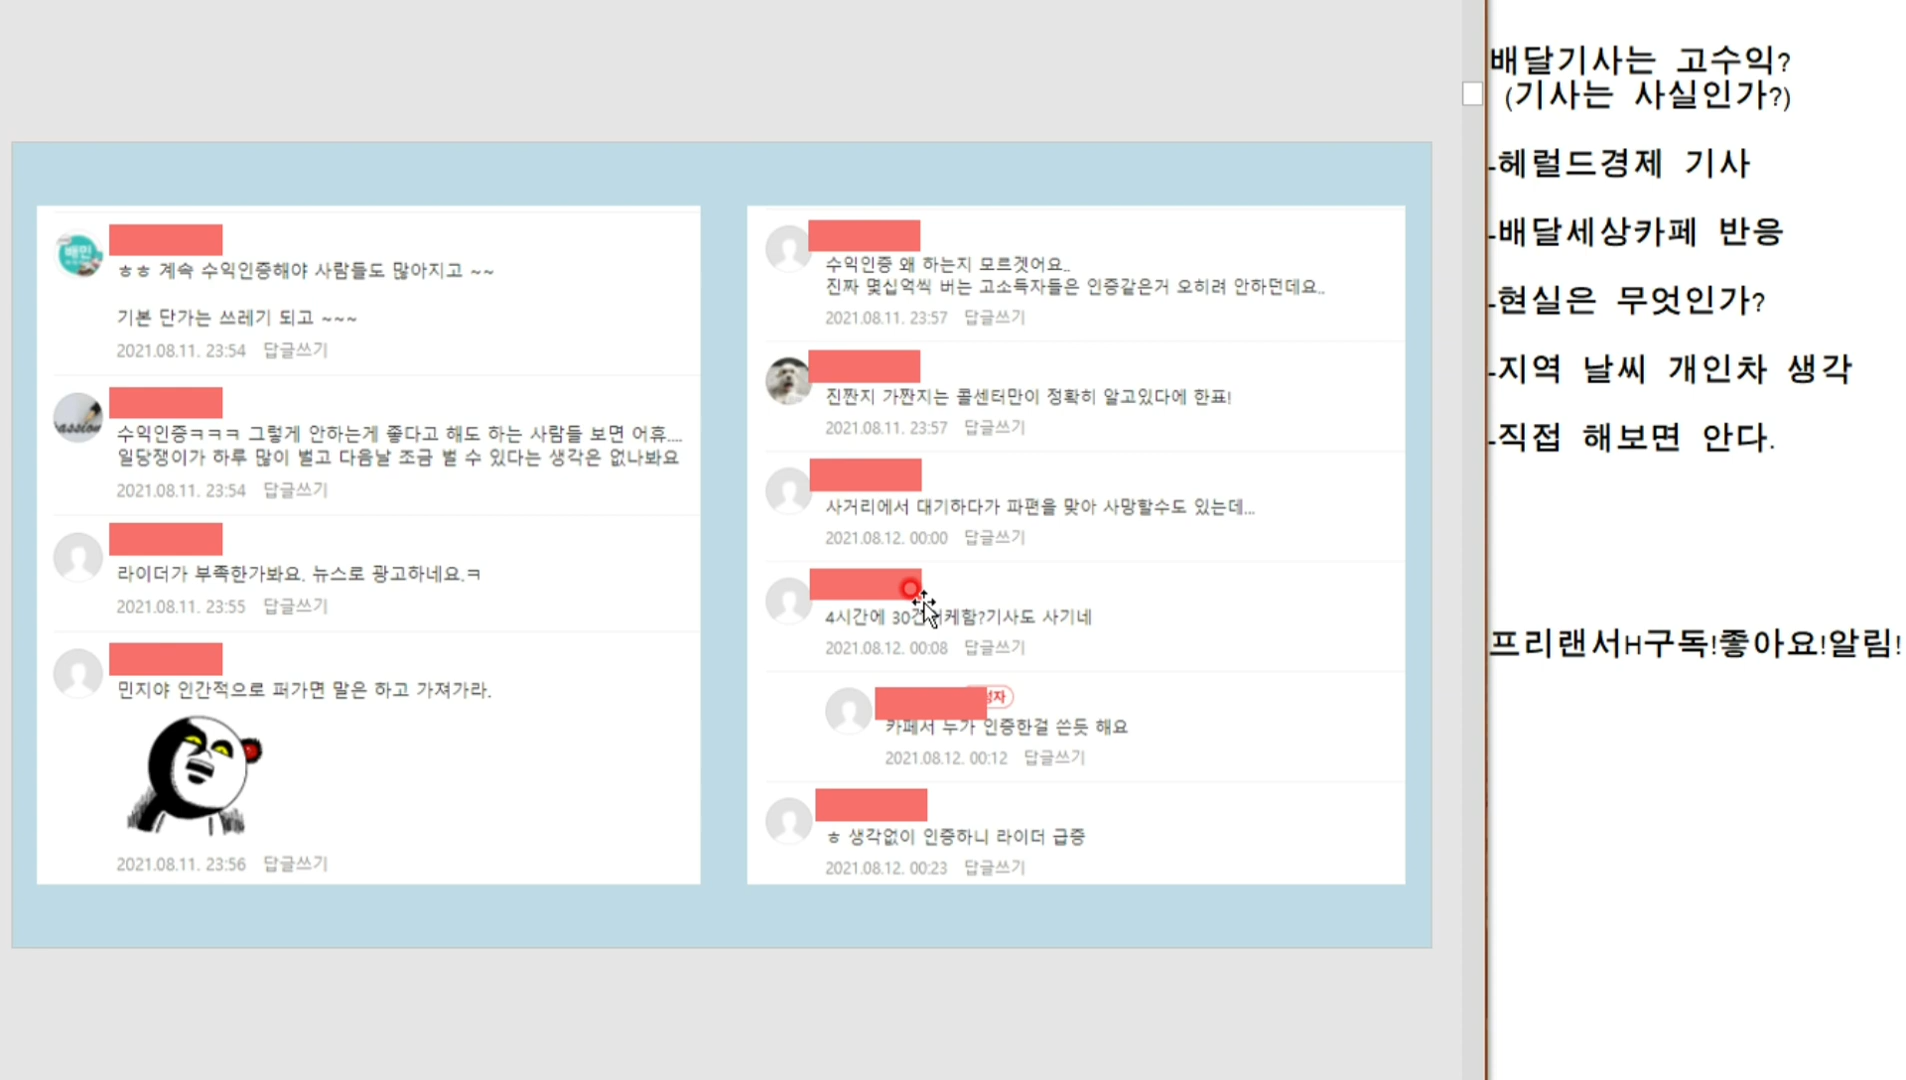 배민
ㅎㅎ 계속 수익인증해야 사람들도 많아지고 ~~
기본 단가는 쓰레기 되고 ~~~
2021.08.11. 23:54 답글쓰기
수익인증ㅋㅋㅋ 그렇게 안하는게 좋다고 해도 하는 사람들 보면 어휴....
일당쟁이가 하루 많이 벌고 다음날 조금 벌 수 있다는 생각은 없나봐요
2021.08.11. 23:54 답글쓰기
라이더가 부족한가봐요. 뉴스로 광고하네요.ㅋ
2021.08.11. 23:55 답글쓰기
민지야 인간적으로 퍼가면 말은 하고 가져가라.
2021.08.11. 23:56 답글쓰기
수익인증 왜 하는지 모르겟어요..
진짜 몇십억씩 버는 고소득자들은 인증같은거 오히려 안하던데요..
2021.08.11. 23:57 답글쓰기
진짠지 가짠지는 콜센터만이 정확히 알고있다에 한표!
2021.08.11. 23:57 답글쓰기
사거리에서 대기하다가 파편을 맞아 사망할수도 있는데...
2021.08.12. 00:00 답글쓰기
4시간에 기사도 사기네
2021.08.12. 00:08 답글쓰기
카페서 누가 인증한걸 쓴듯 해요
2021.08.12. 00:12 답글쓰기
ㅎ 생각없이 인증하니 라이더 급증
2021.08.12. 00:23 답글쓰기
배달기사는 고수익?
(기사는 사실인가?)
-헤럴드경제 기사
-배달세상카페 반응
-현실은 무엇인가?
-지역 날씨 개인차 생각
-직접 해보면 안다.
프리랜서H구독!좋아요!알림!